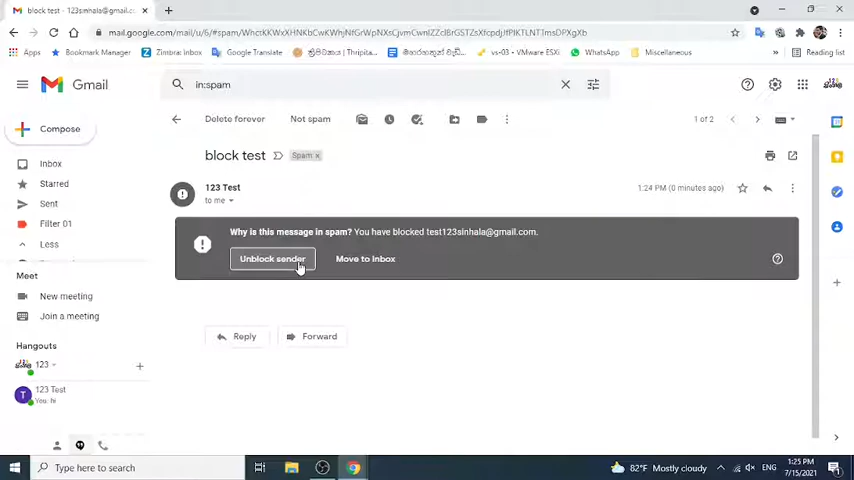 block test - 123sinhala@gmail.co
mail.google.com/mail/u/6/#spam/WhctKKWxXHNKbCwKWhjNfGrWpNXsCjvmCwnlZZclBrGSTZsXfcpdjJfPlKTLNTTmsDPXgXb
Apps
Bookmark Manager
Zimbra: Inbox
Google Translate
vs-03 - VMware ESXi
WhatsApp
Miscellaneous
Reading list
Gmail
in:spam
Compose
Delete forever
Not spam
1 of 2
Inbox
Starred
Sent
Filter 01
Less
block test
Spam x
123 Test
to me
1:24 PM (0 minutes ago)
Why is this message in spam? You have blocked test123sinhala@gmail.com.
Unblock sender
Move to inbox
Meet
New meeting
Join a meeting
Hangouts
123
123 Test
You: hi
Reply
Forward
Type here to search
82°F Mostly cloudy
ENG
1:25 PM
7/15/2021